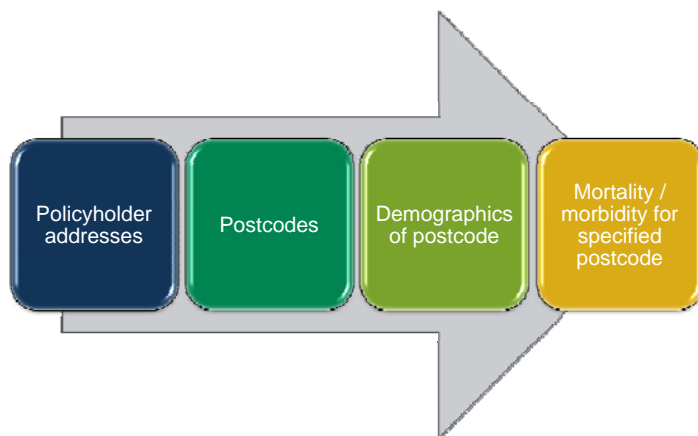 Policyholder
addresses
Postcodes
Demographics
of postcode
Mortality /
morbidity for
specified
postcode